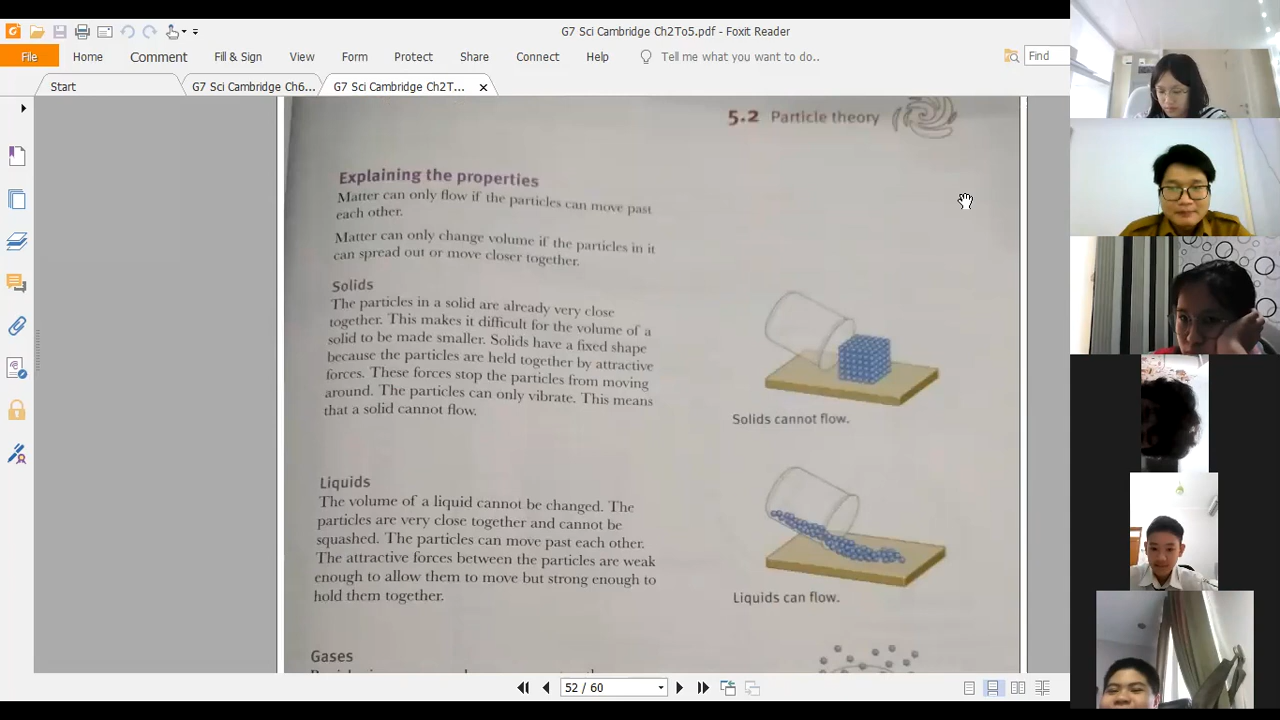 G7 Sci Cambridge Ch2To5.pdf - Foxit Reader
File Home Comment Fill & Sign View Form Protect Share Connect Help Tell me what you want to do.. Find
Start G7 Sci Cambridge Ch6... G7 Sci Cambridge Ch2T...
5.2 Particle theory
Explaining the properties
Matter can only flow if the particles can move past
each other.
Matter can only change volume if the particles in it
can spread out or move closer together.
Solids
The particles in a solid are already very close
together. This makes it difficult for the volume of a
solid to be made smaller. Solids have a fixed shape
because the particles are held together by attractive
forces. These forces stop the particles from moving
around. The particles can only vibrate. This means
that a solid cannot flow.
Solids cannot flow.
Liquids
The volume of a liquid cannot be changed. The
particles are very close together and cannot be
squashed. The particles can move past each other.
The attractive forces between the particles are weak
enough to allow them to move but strong enough to
hold them together.
Liquids can flow.
Gases
52 / 60